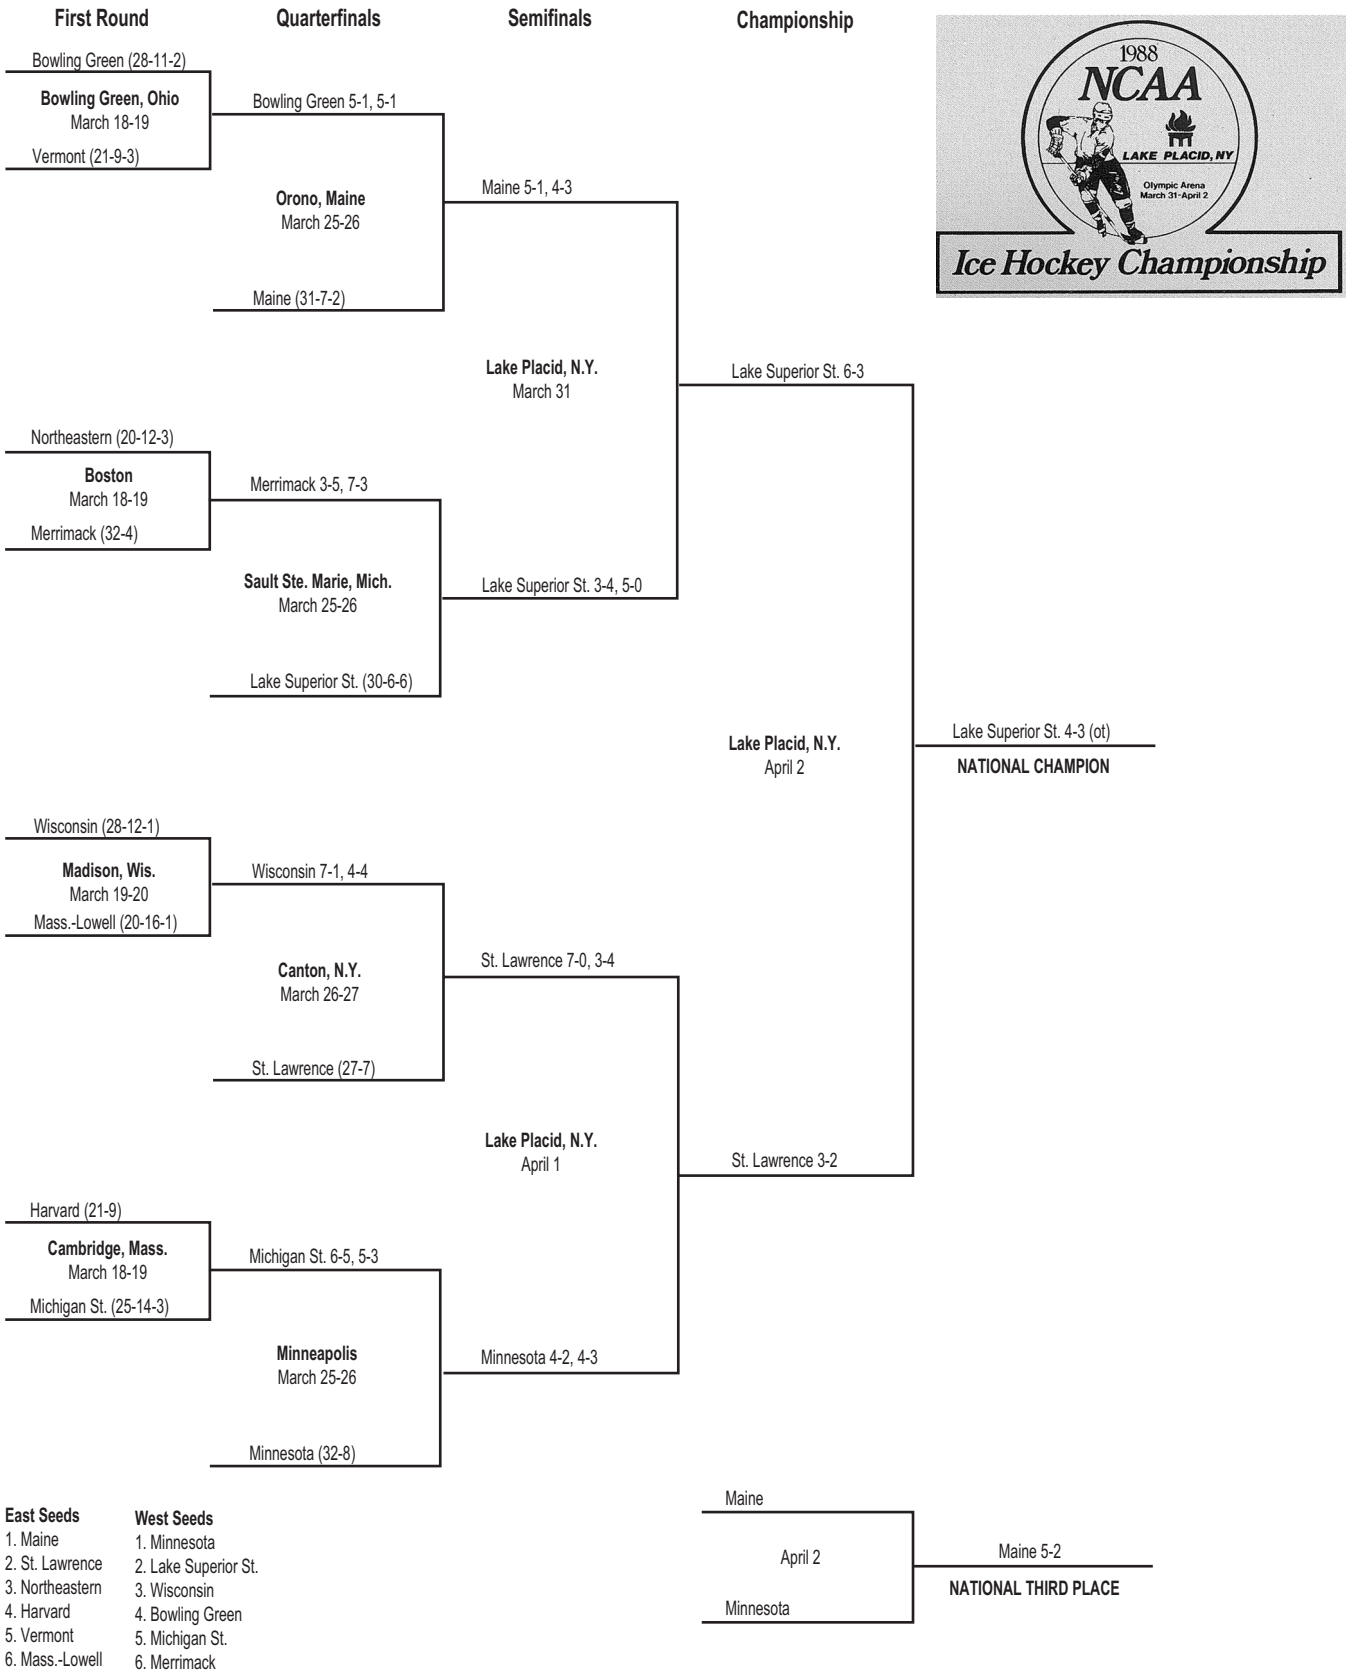 First Round
Quarterfinals
Semifinals
Championship
1988
NCAA
LAKE PLACID, NY
Olympic Arena
March 31-April 2
Ice Hockey Championship
Bowling Green (28-11-2)
Bowling Green, Ohio
March 18-19
Vermont (21-9-3)
Bowling Green 5-1, 5-1
Orono, Maine
March 25-26
Maine (31-7-2)
Maine 5-1, 4-3
Lake Placid, N.Y.
March 31
Lake Superior St. 6-3
Northeastern (20-12-3)
Boston
March 18-19
Merrimack (32-4)
Merrimack 3-5, 7-3
Sault Ste. Marie, Mich.
March 25-26
Lake Superior St. (30-6-6)
Lake Superior St. 3-4, 5-0
Lake Placid, N.Y.
April 2
Lake Superior St. 4-3 (ot)
NATIONAL CHAMPION
Wisconsin (28-12-1)
Madison, Wis.
March 19-20
Mass.-Lowell (20-16-1)
Wisconsin 7-1, 4-4
Canton, N.Y.
March 26-27
St. Lawrence (27-7)
St. Lawrence 7-0, 3-4
Lake Placid, N.Y.
April 1
St. Lawrence 3-2
Harvard (21-9)
Cambridge, Mass.
March 18-19
Michigan St. (25-14-3)
Michigan St. 6-5, 5-3
Minneapolis
March 25-26
Minnesota (32-8)
Minnesota 4-2, 4-3
East Seeds
1. Maine
2. St. Lawrence
3. Northeastern
4. Harvard
5. Vermont
6. Mass.-Lowell
West Seeds
1. Minnesota
2. Lake Superior St.
3. Wisconsin
4. Bowling Green
5. Michigan St.
6. Merrimack
Maine
April 2
Minnesota
Maine 5-2
NATIONAL THIRD PLACE